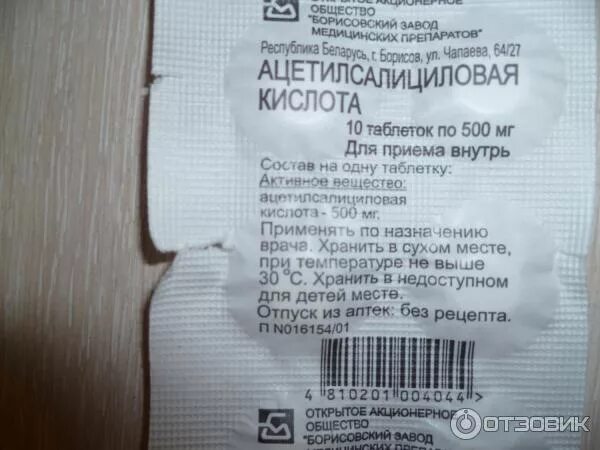 ОТКРЫТОЕ АКЦИОНЕРНОЕ
ОБЩЕСТВО
"БОРИСОВСКИЙ ЗАВОД
МЕДИЦИНСКИХ ПРЕПАРАТОВ"
Республика Беларусь, г. Борисов, ул. Чапаева, 64/27
АЦЕТИЛСАЛИЦИЛОВАЯ
КИСЛОТА
10 таблеток по 500 мг
Для приема внутрь
Состав на одну таблетку:
Активное вещество:
ацетилсалициловая
кислота - 500 мг.
Применять по назначению
врача. Хранить в сухом месте,
при температуре не выше
30 °С. Хранить в недоступном
для детей месте.
Отпуск из аптек: без рецепта.
П N016154/01
4 810201 004044 >
ОТКРЫТОЕ АКЦИОНЕРНОЕ
ОБЩЕСТВО
"БОРИСОВСКИЙ ЗАВОД
МЕДИЦИНСКИХ ПРЕПАРАТОВ"
ОТЗОВИК